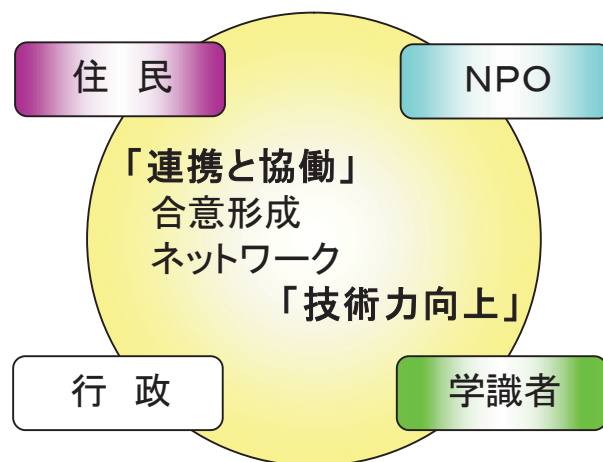 住 民
NPO
「連携と協働」
合意形成
ネットワーク
「技術力向上」
行 政
学識者